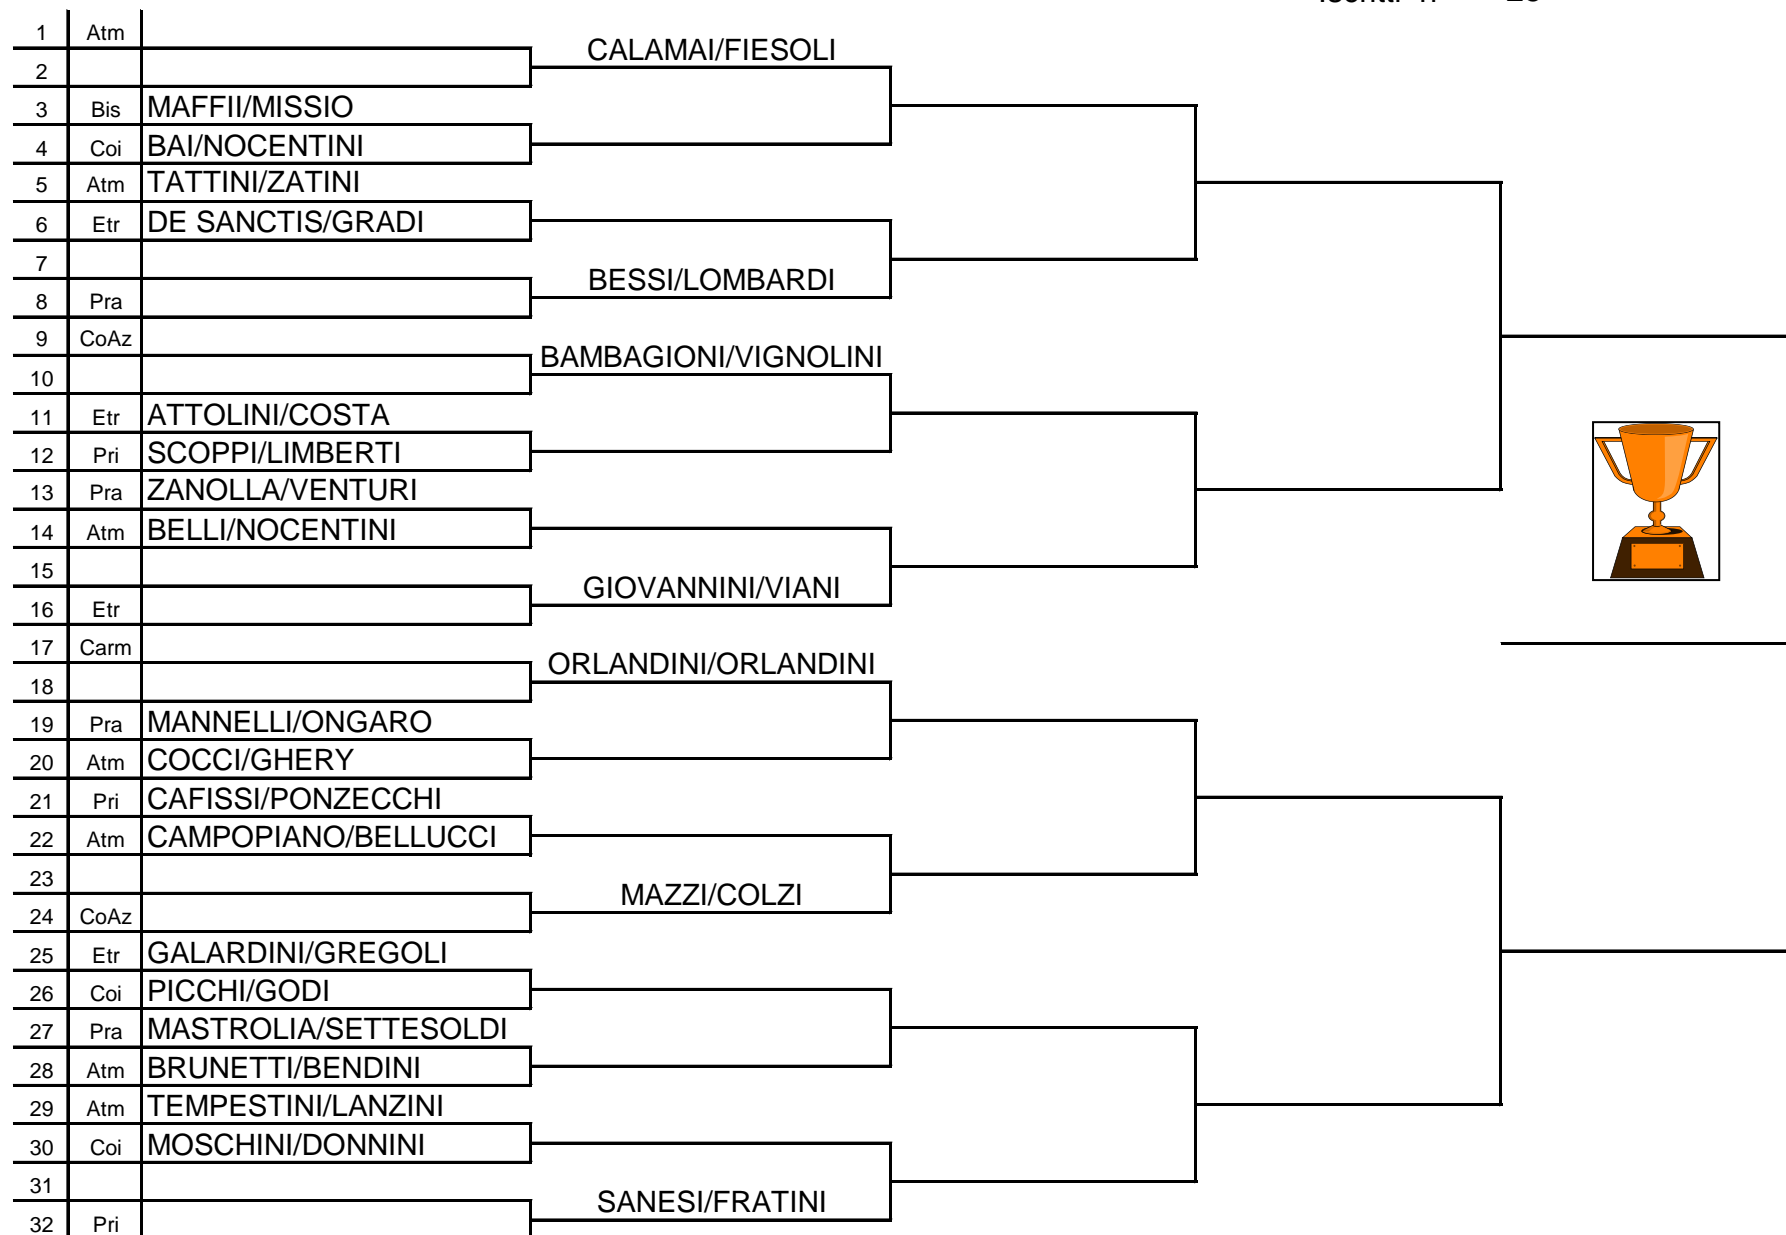 1 Atm
CALAMAI/FIESOLI
2
3 Bis MAFFII/MISSIO
4 Coi BAI/NOCENTINI
5 Atm TATTINI/ZATINI
6 Etr DE SANCTIS/GRADI
7
BESSI/LOMBARDI
8 Pra
9 CoAz
BAMBAGIONI/VIGNOLINI
10
11 Etr ATTOLINI/COSTA
12 Pri SCOPPI/LIMBERTI
13 Pra ZANOLLA/VENTURI
14 Atm BELLI/NOCENTINI
15
GIOVANNINI/VIANI
16 Etr
17 Carm
ORLANDINI/ORLANDINI
18
19 Pra MANNELLI/ONGARO
20 Atm COCCI/GHERY
21 Pri CAFISSI/PONZECCHI
22 Atm CAMPOPIANO/BELLUCCI
23
MAZZI/COLZI
24 CoAz
25 Etr GALARDINI/GREGOLI
26 Coi PICCHI/GODI
27 Pra MASTROLIA/SETTESOLDI
28 Atm BRUNETTI/BENDINI
29 Atm TEMPESTINI/LANZINI
30 Coi MOSCHINI/DONNINI
31
SANESI/FRATINI
32 Pri